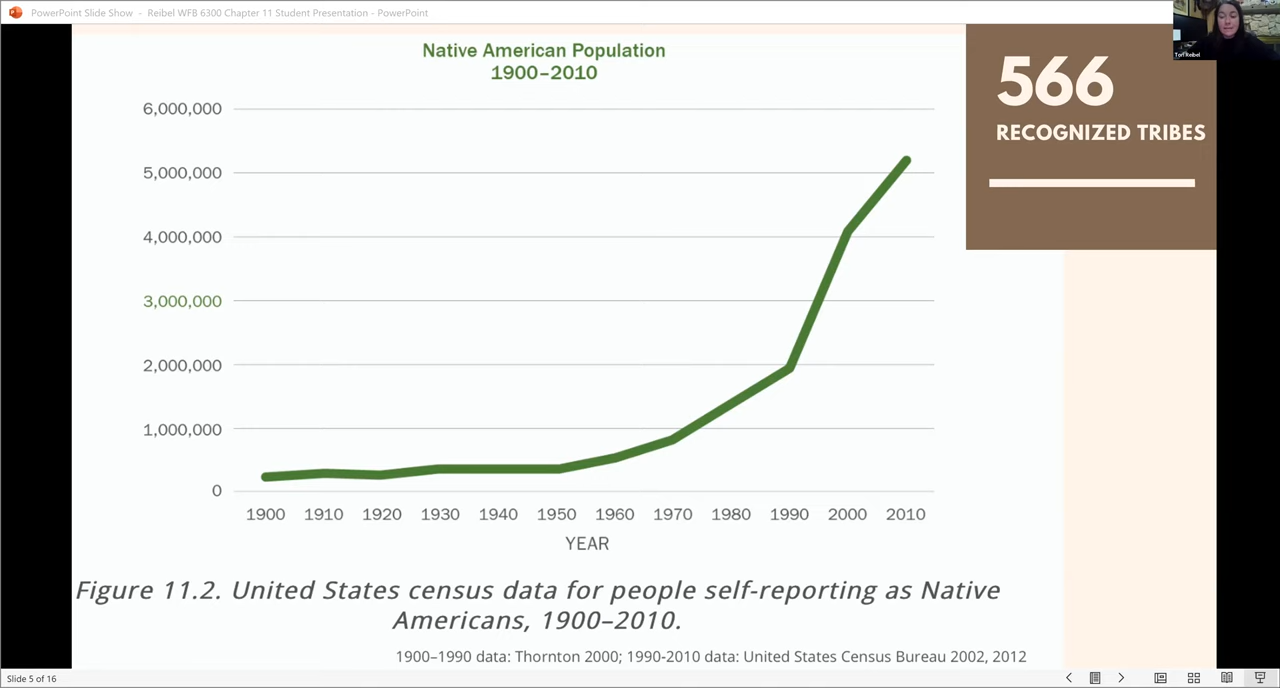 PowerPoint Slide Show - Reibel WFB 6300 Chapter 11 Student Presentation - PowerPoint
Tori Reibel
Native American Population
1900–2010
566
RECOGNIZED TRIBES
6,000,000
5,000,000
4,000,000
3,000,000
2,000,000
1,000,000
0
1900 1910 1920 1930 1940 1950 1960 1970 1980 1990 2000 2010
YEAR
Figure 11.2. United States census data for people self-reporting as Native
Americans, 1900–2010.
1900–1990 data: Thornton 2000; 1990-2010 data: United States Census Bureau 2002, 2012
Slide 5 of 16